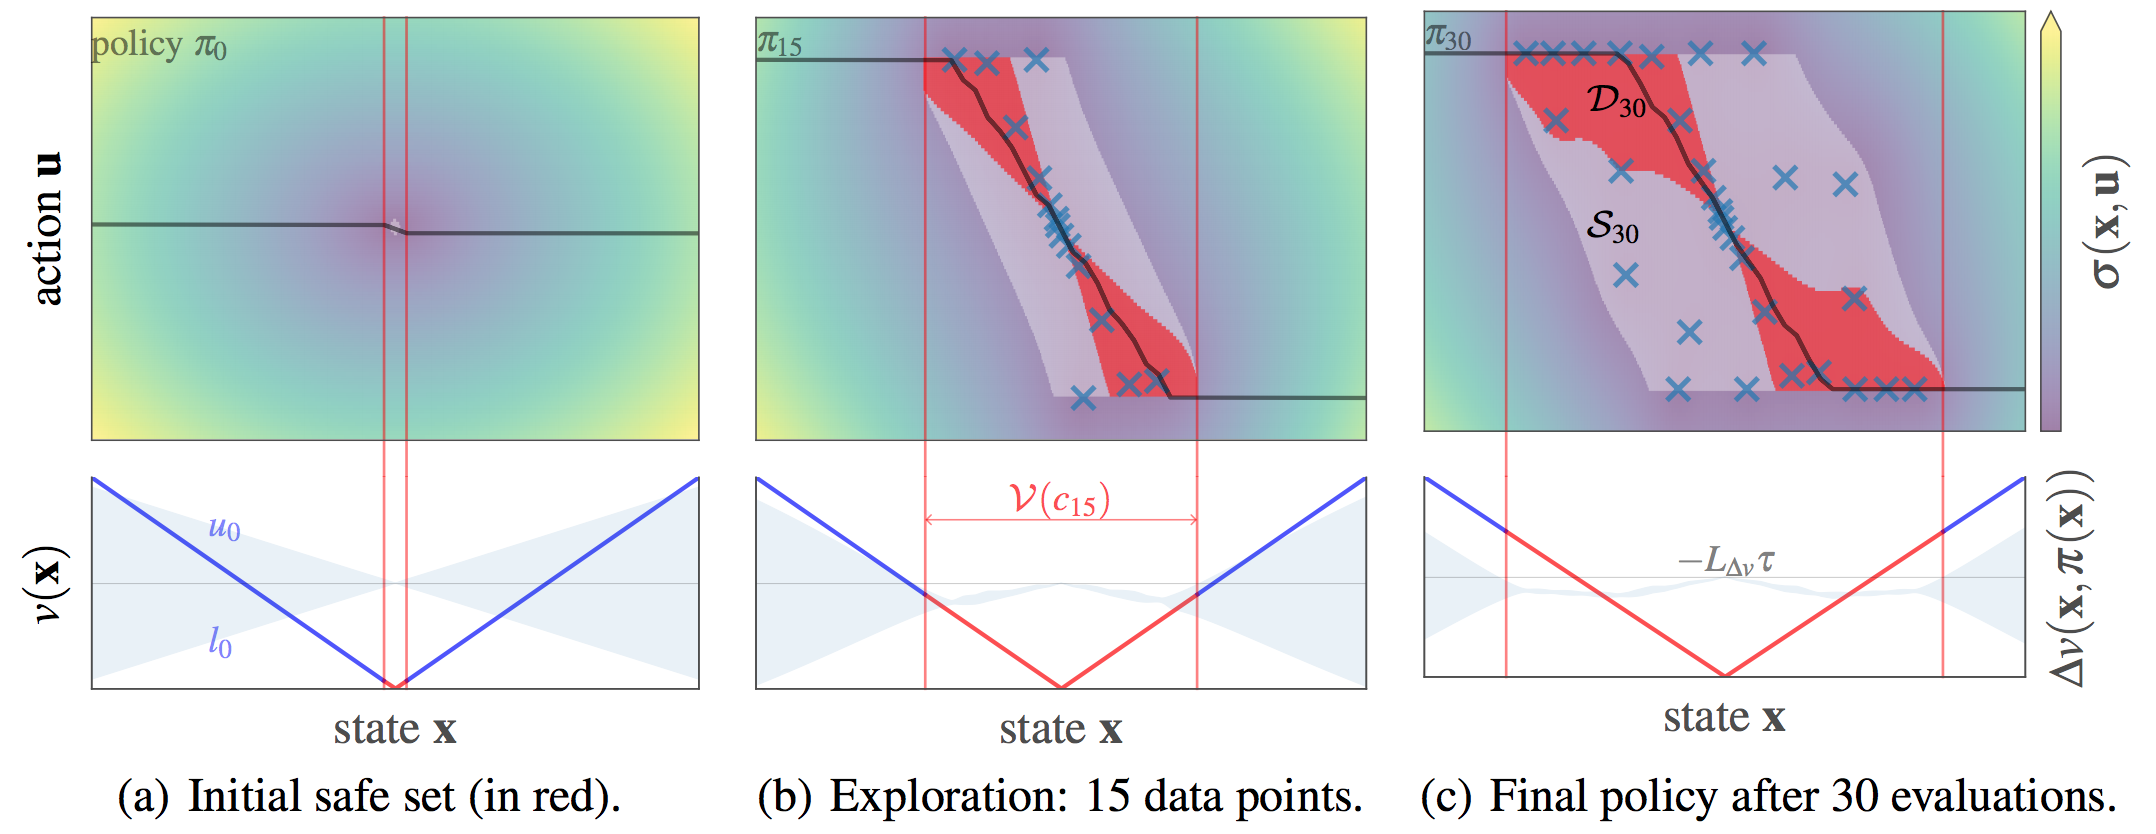 policy π₀
π₁₅
π₃₀
𝒟₃₀
𝒮₃₀
action u
σ(x, u)
u₀
l₀
𝒱(c₁₅)
−L_Δv τ
v(x)
Δv(x, π(x))
state x
state x
state x
(a) Initial safe set (in red).
(b) Exploration: 15 data points.
(c) Final policy after 30 evaluations.